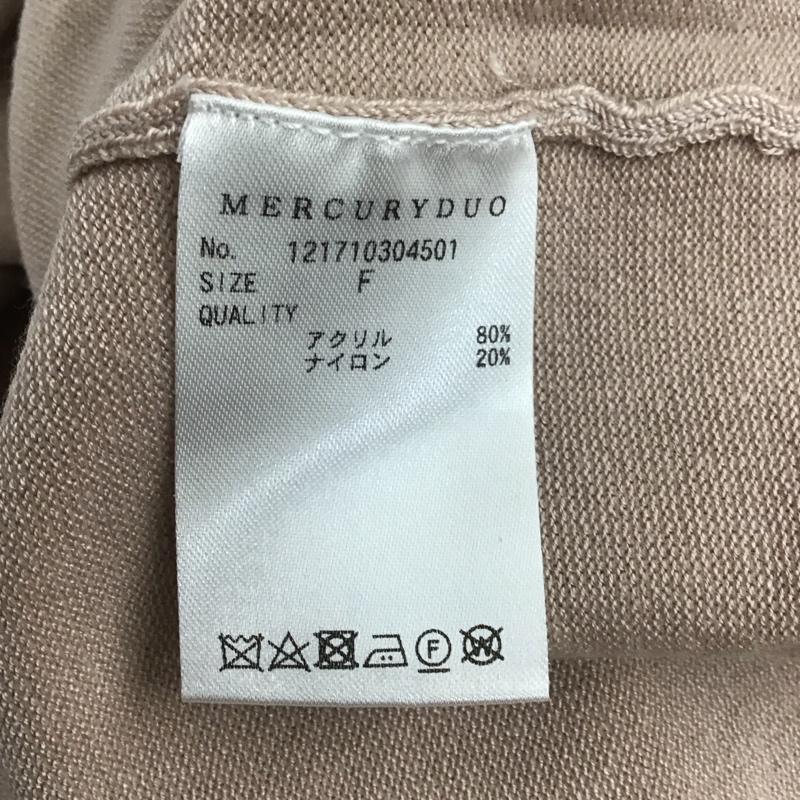 MERCURYDUO
No. 121710304501
SIZE F
QUALITY
アクリル 80%
ナイロン 20%
F W